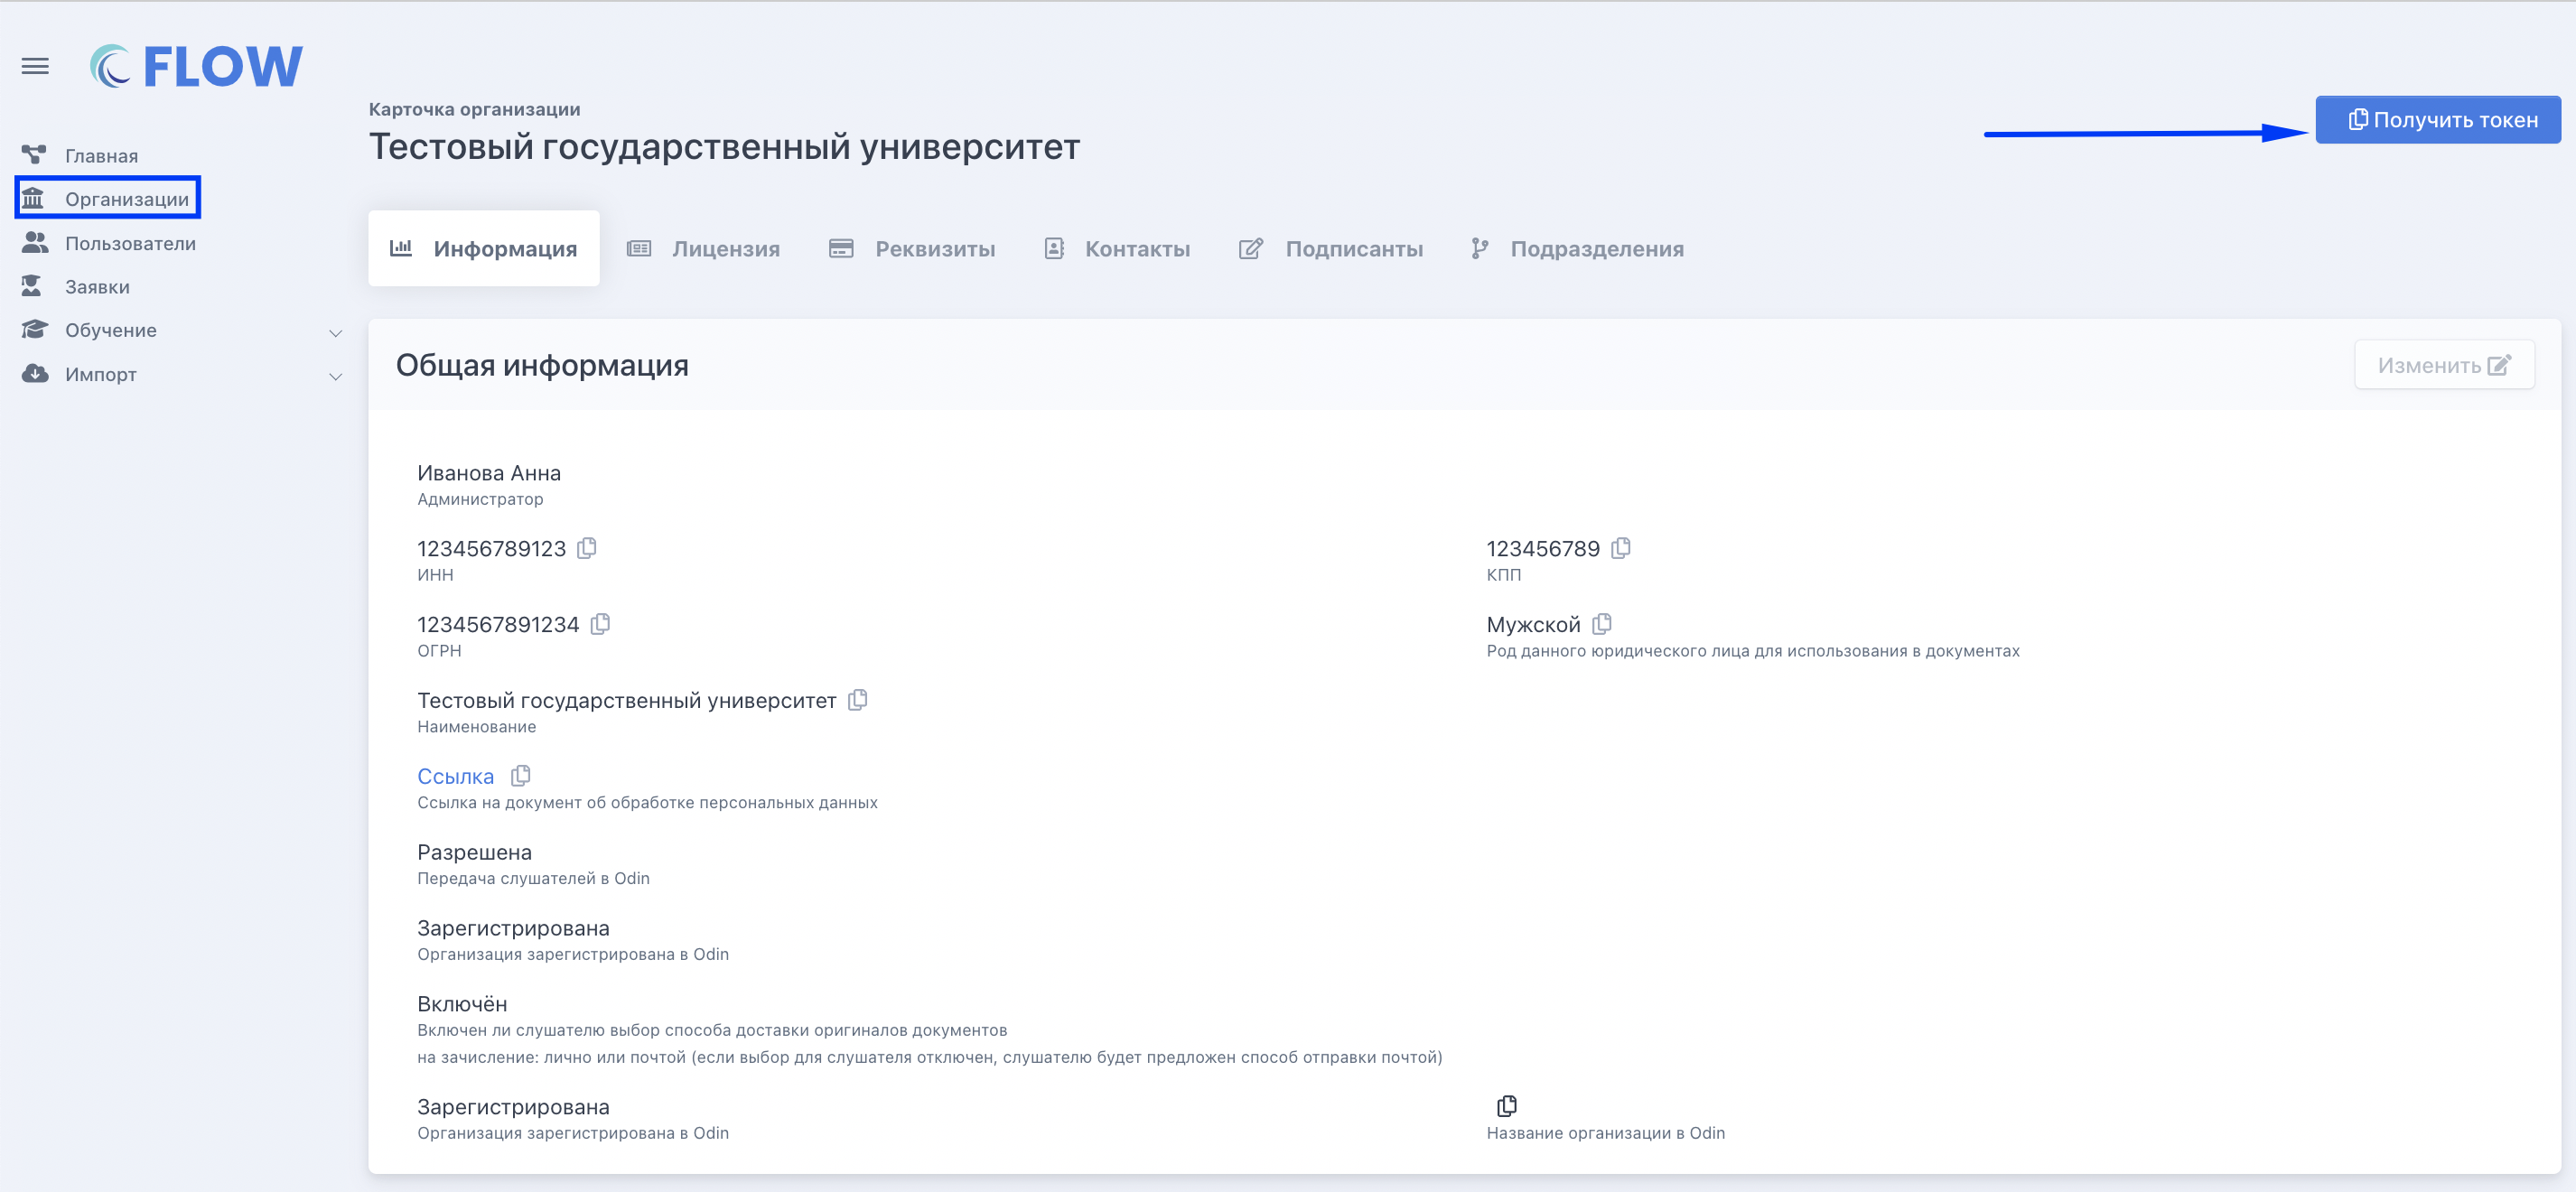 FLOW
Главная
Организации
Пользователи
Заявки
Обучение
Импорт
Карточка организации
Тестовый государственный университет
Получить токен
Информация
Лицензия
Реквизиты
Контакты
Подписанты
Подразделения
Общая информация
Изменить
Иванова Анна
Администратор
123456789123
ИНН
123456789
КПП
1234567891234
ОГРН
Мужской
Род данного юридического лица для использования в документах
Тестовый государственный университет
Наименование
Ссылка
Ссылка на документ об обработке персональных данных
Разрешена
Передача слушателей в Odin
Зарегистрирована
Организация зарегистрирована в Odin
Включён
Включен ли слушателю выбор способа доставки оригиналов документов
на зачисление: лично или почтой (если выбор для слушателя отключен, слушателю будет предложен способ отправки почтой)
Зарегистрирована
Организация зарегистрирована в Odin
Название организации в Odin